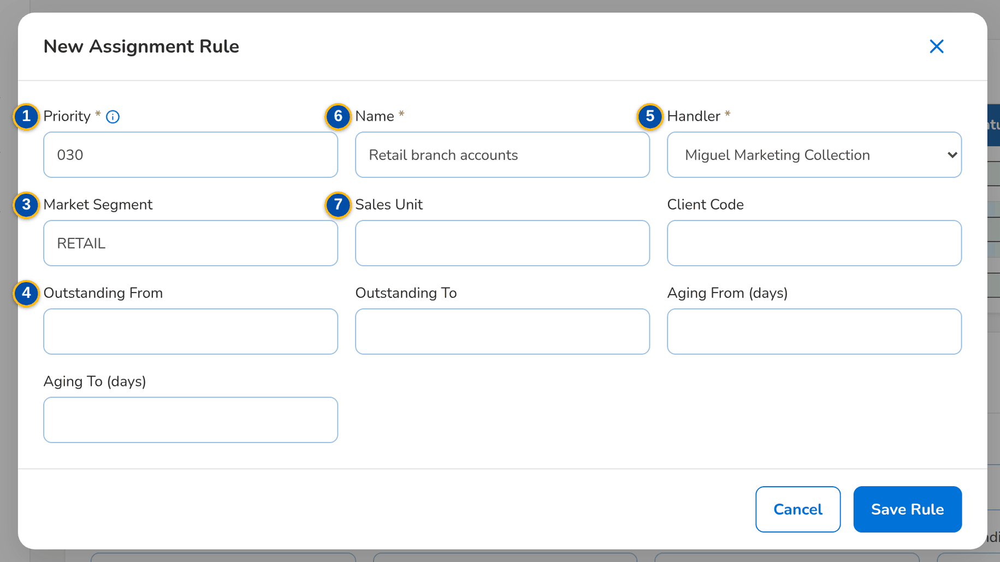 New Assignment Rule
1 Priority * 6 Name * 5 Handler *
030 Retail branch accounts Miguel Marketing Collection
3 Market Segment 7 Sales Unit Client Code
RETAIL
4 Outstanding From Outstanding To Aging From (days)
Aging To (days)
Cancel Save Rule